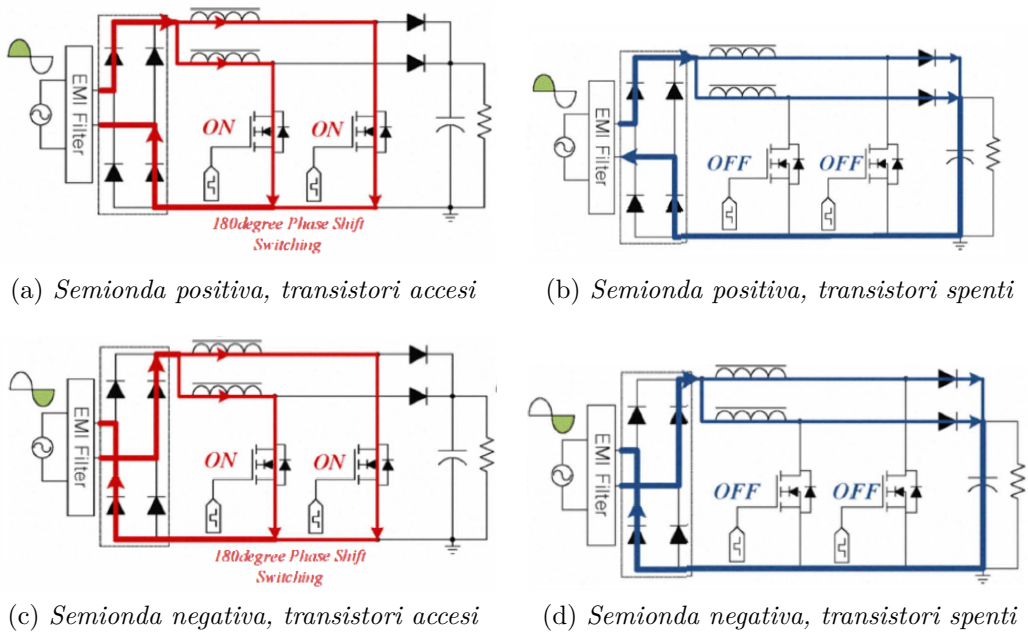 EMI Filter
ON
ON
180degree Phase Shift
Switching
(a) Semionda positiva, transistori accesi
EMI Filter
OFF
OFF
(b) Semionda positiva, transistori spenti
EMI Filter
ON
ON
180degree Phase Shift
Switching
(c) Semionda negativa, transistori accesi
EMI Filter
OFF
OFF
(d) Semionda negativa, transistori spenti